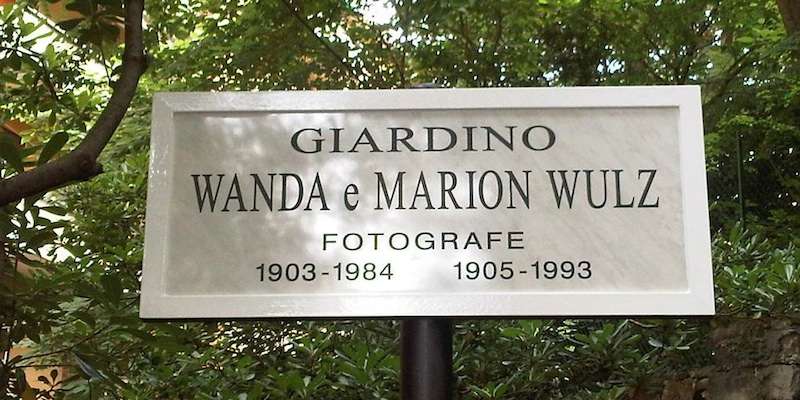 GIARDINO
WANDA e MARION WULZ
FOTOGRAFE
1903-1984 1905-1993